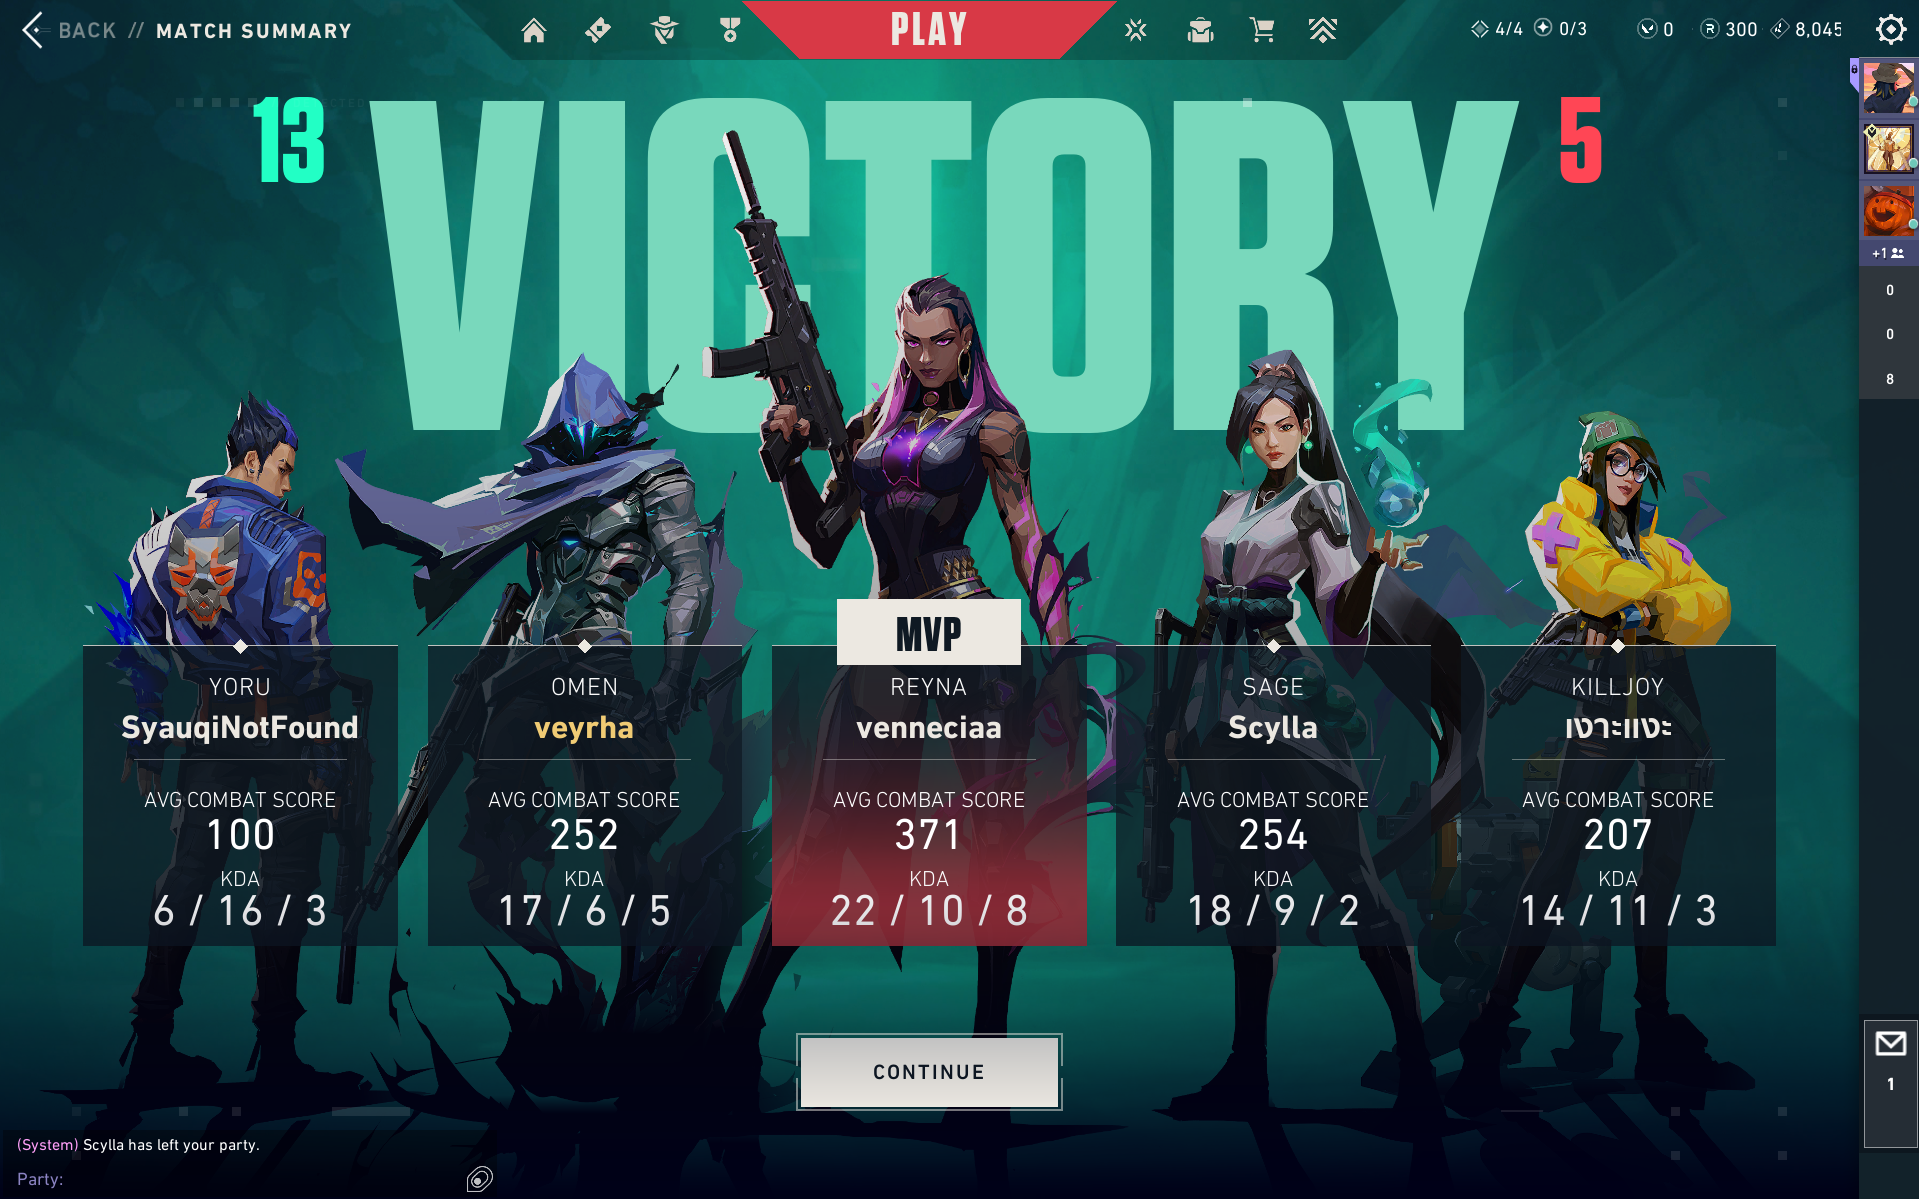 BACK // MATCH SUMMARY
PLAY
4/4 0/3 0 R 300 8,045
13 VICTORY 5
+1
0
0
8
MVP
YORU
SyauqiNotFound
AVG COMBAT SCORE
100
KDA
6 / 16 / 3
OMEN
veyrha
AVG COMBAT SCORE
252
KDA
17 / 6 / 5
REYNA
venneciaa
AVG COMBAT SCORE
371
KDA
22 / 10 / 8
SAGE
Scylla
AVG COMBAT SCORE
254
KDA
18 / 9 / 2
KILLJOY
เงาะแงะ
AVG COMBAT SCORE
207
KDA
14 / 11 / 3
CONTINUE
1
(System) Scylla has left your party.
Party: